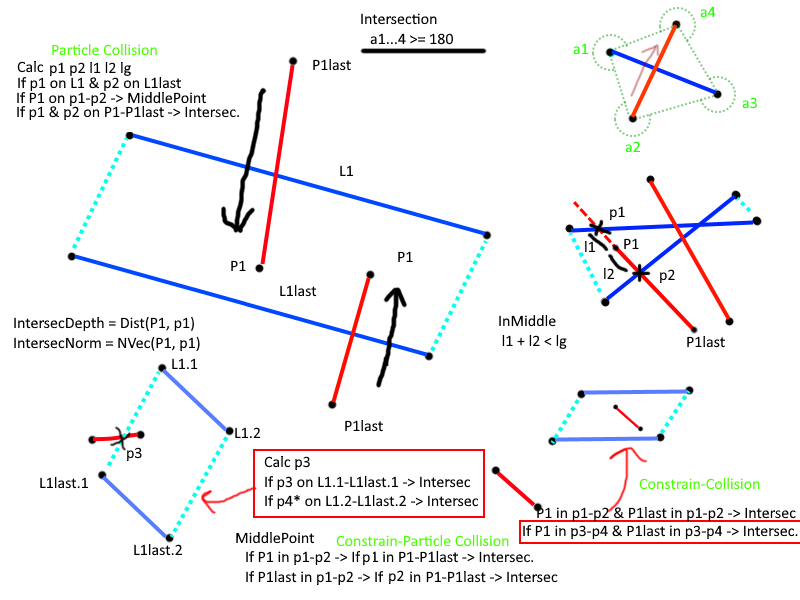 Intersection
a1...4 >= 180
Particle Collision
Calc p1 p2 l1 l2 lg
If p1 on L1 & p2 on L1last
If P1 on p1-p2 -> MiddlePoint
If p1 & p2 on P1-P1last -> Intersec.
P1last
L1
P1
L1last
P1
P1last
a4
a1
a3
a2
p1
l1
P1
l2
p2
P1last
InMiddle
l1 + l2 < lg
IntersecDepth = Dist(P1, p1)
IntersecNorm = NVec(P1, p1)
L1.1
L1.2
p3
L1last.1
L1last.2
Calc p3
If p3 on L1.1-L1last.1 -> Intersec
If p4* on L1.2-L1last.2 -> Intersec
Constrain-Collision
P1 in p1-p2 & P1last in p1-p2 -> Intersec
If P1 in p3-p4 & P1last in p3-p4 -> Intersec.
MiddlePoint
Constrain-Particle Collision
If P1 in p1-p2 -> If p1 in P1-P1last -> Intersec.
If P1last in p1-p2 -> If p2 in P1-P1last -> Intersec